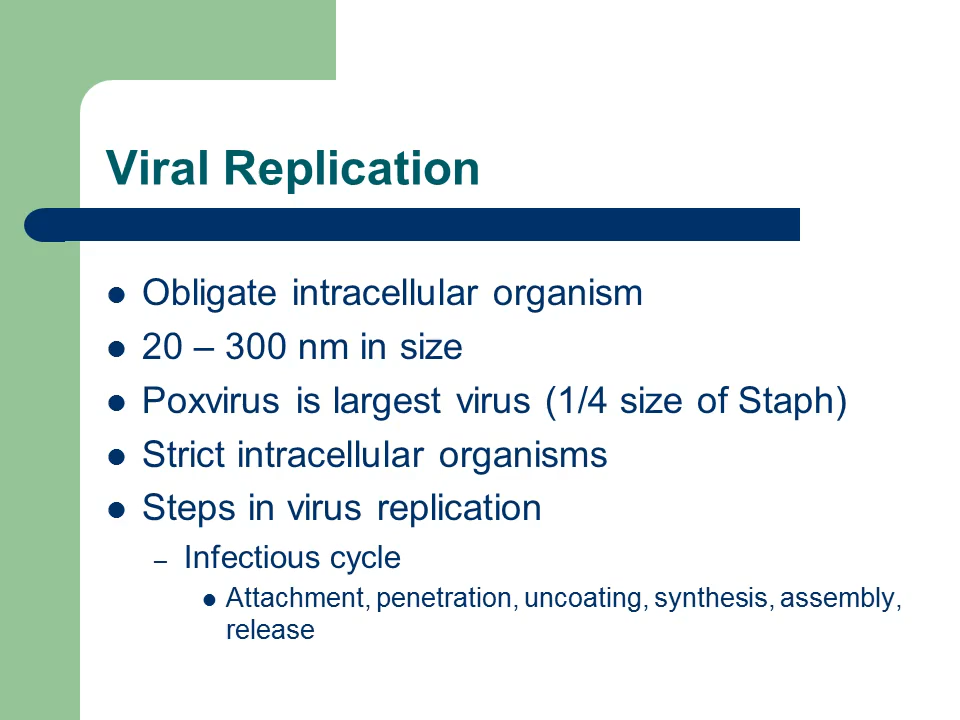 Viral Replication
● Obligate intracellular organism
● 20 – 300 nm in size
● Poxvirus is largest virus (1/4 size of Staph)
● Strict intracellular organisms
● Steps in virus replication
– Infectious cycle
● Attachment, penetration, uncoating, synthesis, assembly,
release